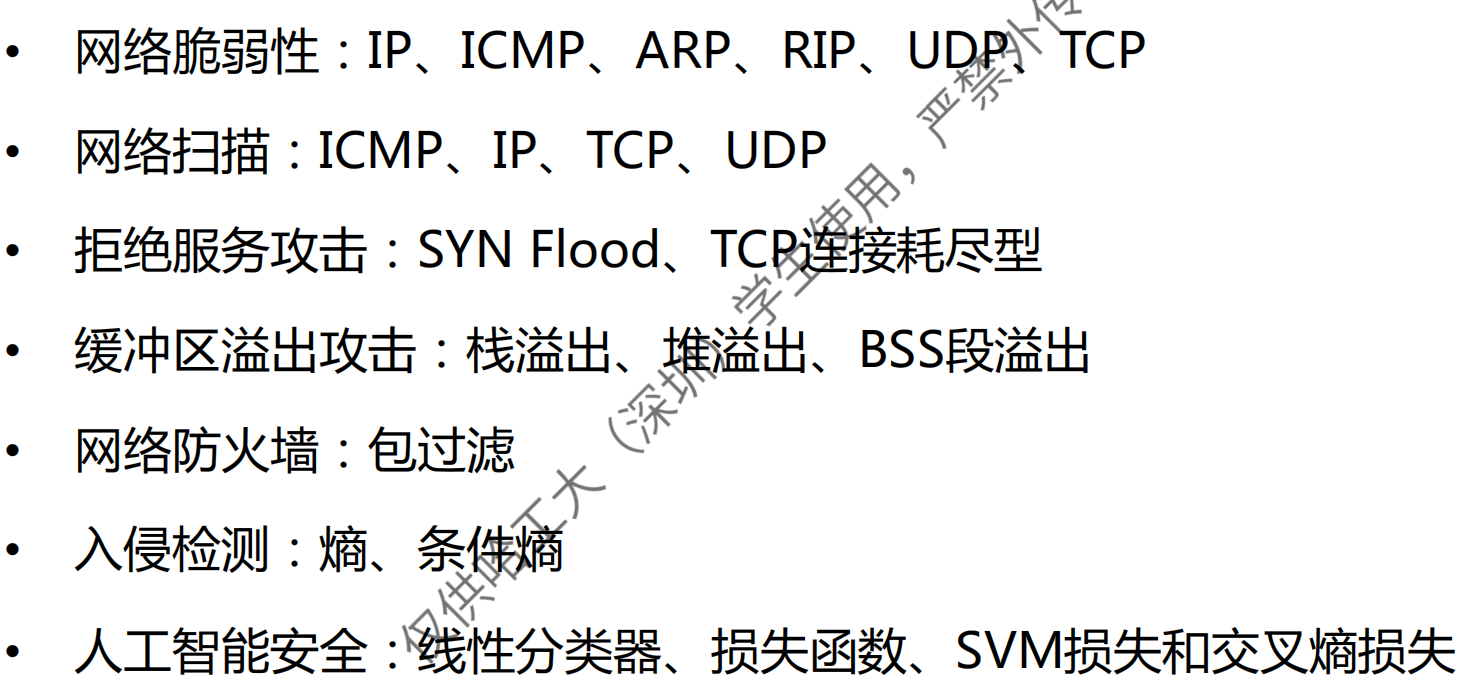 • 网络脆弱性：IP、ICMP、ARP、RIP、UDP、TCP
• 网络扫描：ICMP、IP、TCP、UDP
• 拒绝服务攻击：SYN Flood、TCP连接耗尽型
• 缓冲区溢出攻击：栈溢出、堆溢出、BSS段溢出
• 网络防火墙：包过滤
• 入侵检测：熵、条件熵
• 人工智能安全：线性分类器、损失函数、SVM损失和交叉熵损失
仅供哈工大（深圳）学生使用，严禁外传